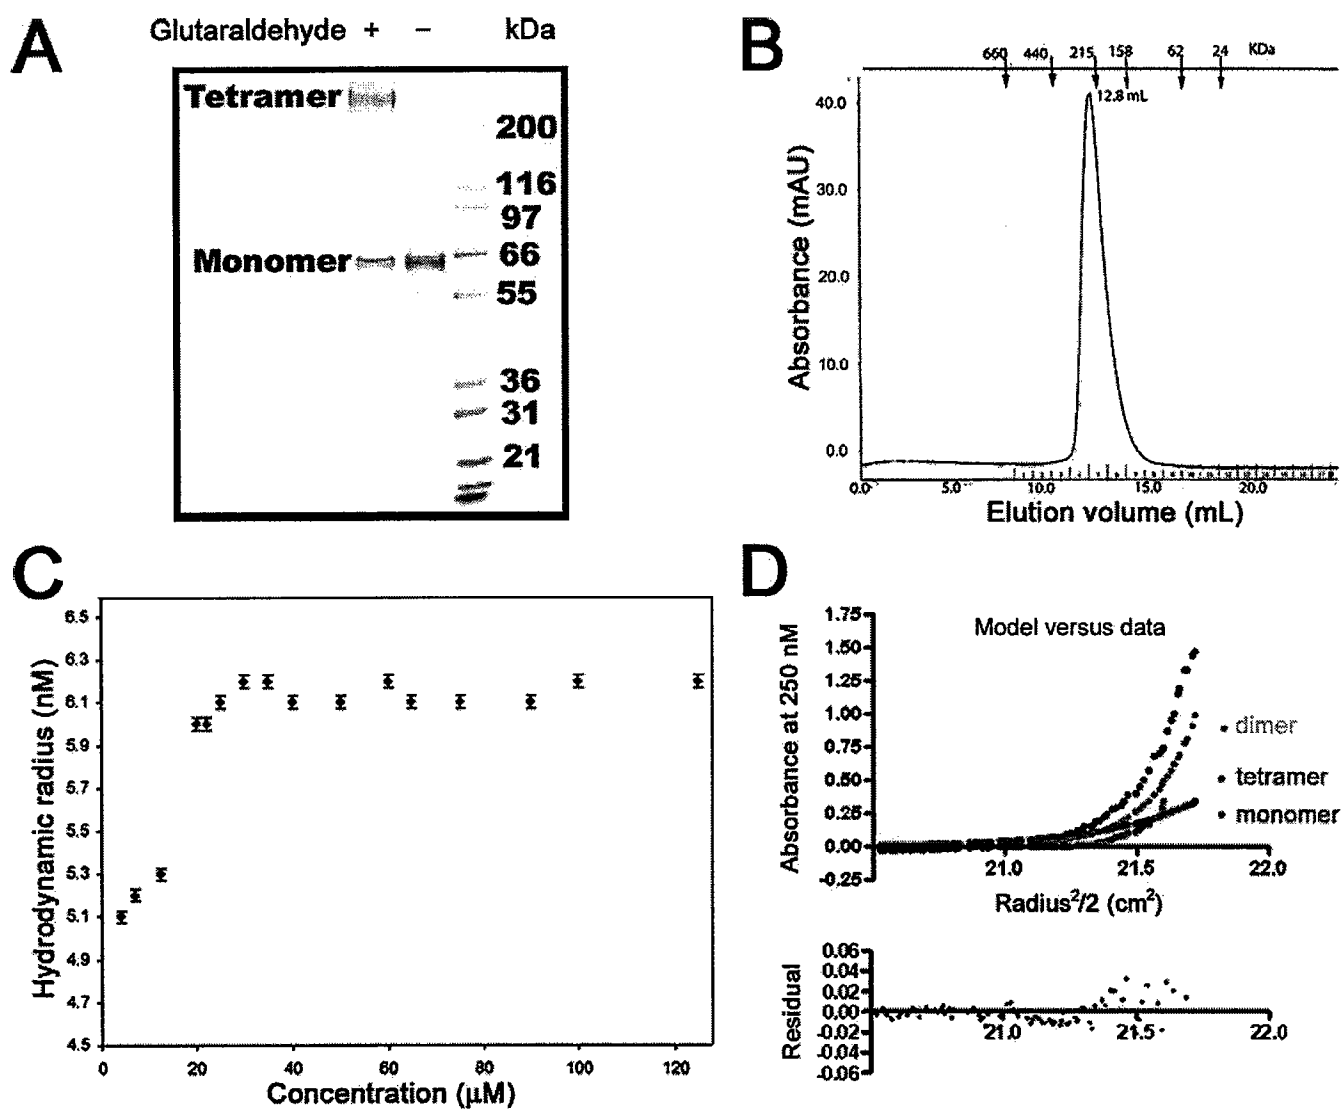 A
Glutaraldehyde + – kDa
Tetramer
200
116
97
Monomer
66
55
36
31
21
B
660 440 215 158 62 24 KDa
12.8 mL
Absorbance (mAU)
40.0
30.0
20.0
10.0
0.0
0.0 5.0 10.0 15.0 20.0
Elution volume (mL)
C
Hydrodynamic radius (nM)
6.5
6.3
6.1
5.9
5.7
5.5
5.3
5.1
4.9
4.7
4.5
0 20 40 60 80 100 120
Concentration (µM)
D
Absorbance at 250 nM
Model versus data
1.75
1.50
1.25
1.00
0.75
0.50
0.25
0.00
-0.25
dimer
tetramer
monomer
21.0 21.5 22.0
Radius²/2 (cm²)
Residual
0.06
0.04
0.02
0.00
-0.02
-0.04
-0.06
21.0 21.5 22.0